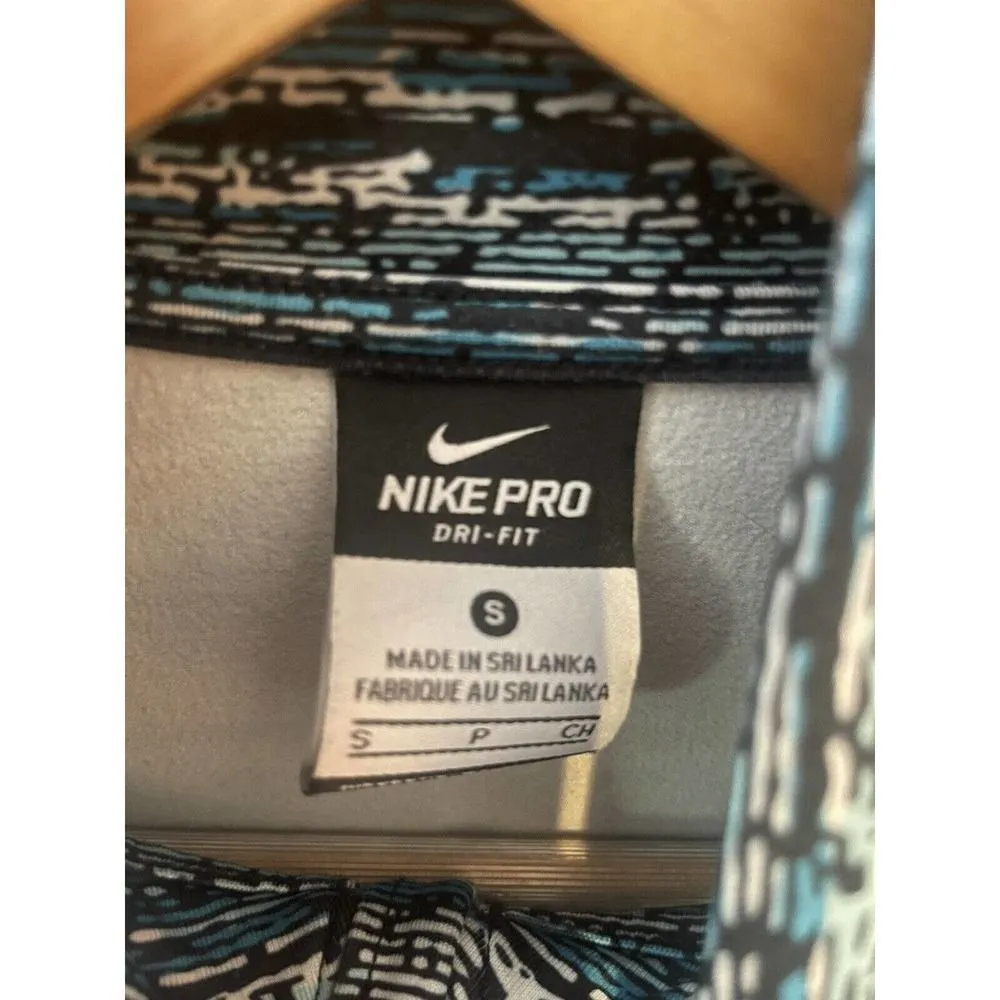 NIKE PRO
DRI-FIT
S
MADE IN SRI LANKA
FABRIQUE AU SRI LANKA
S P CH